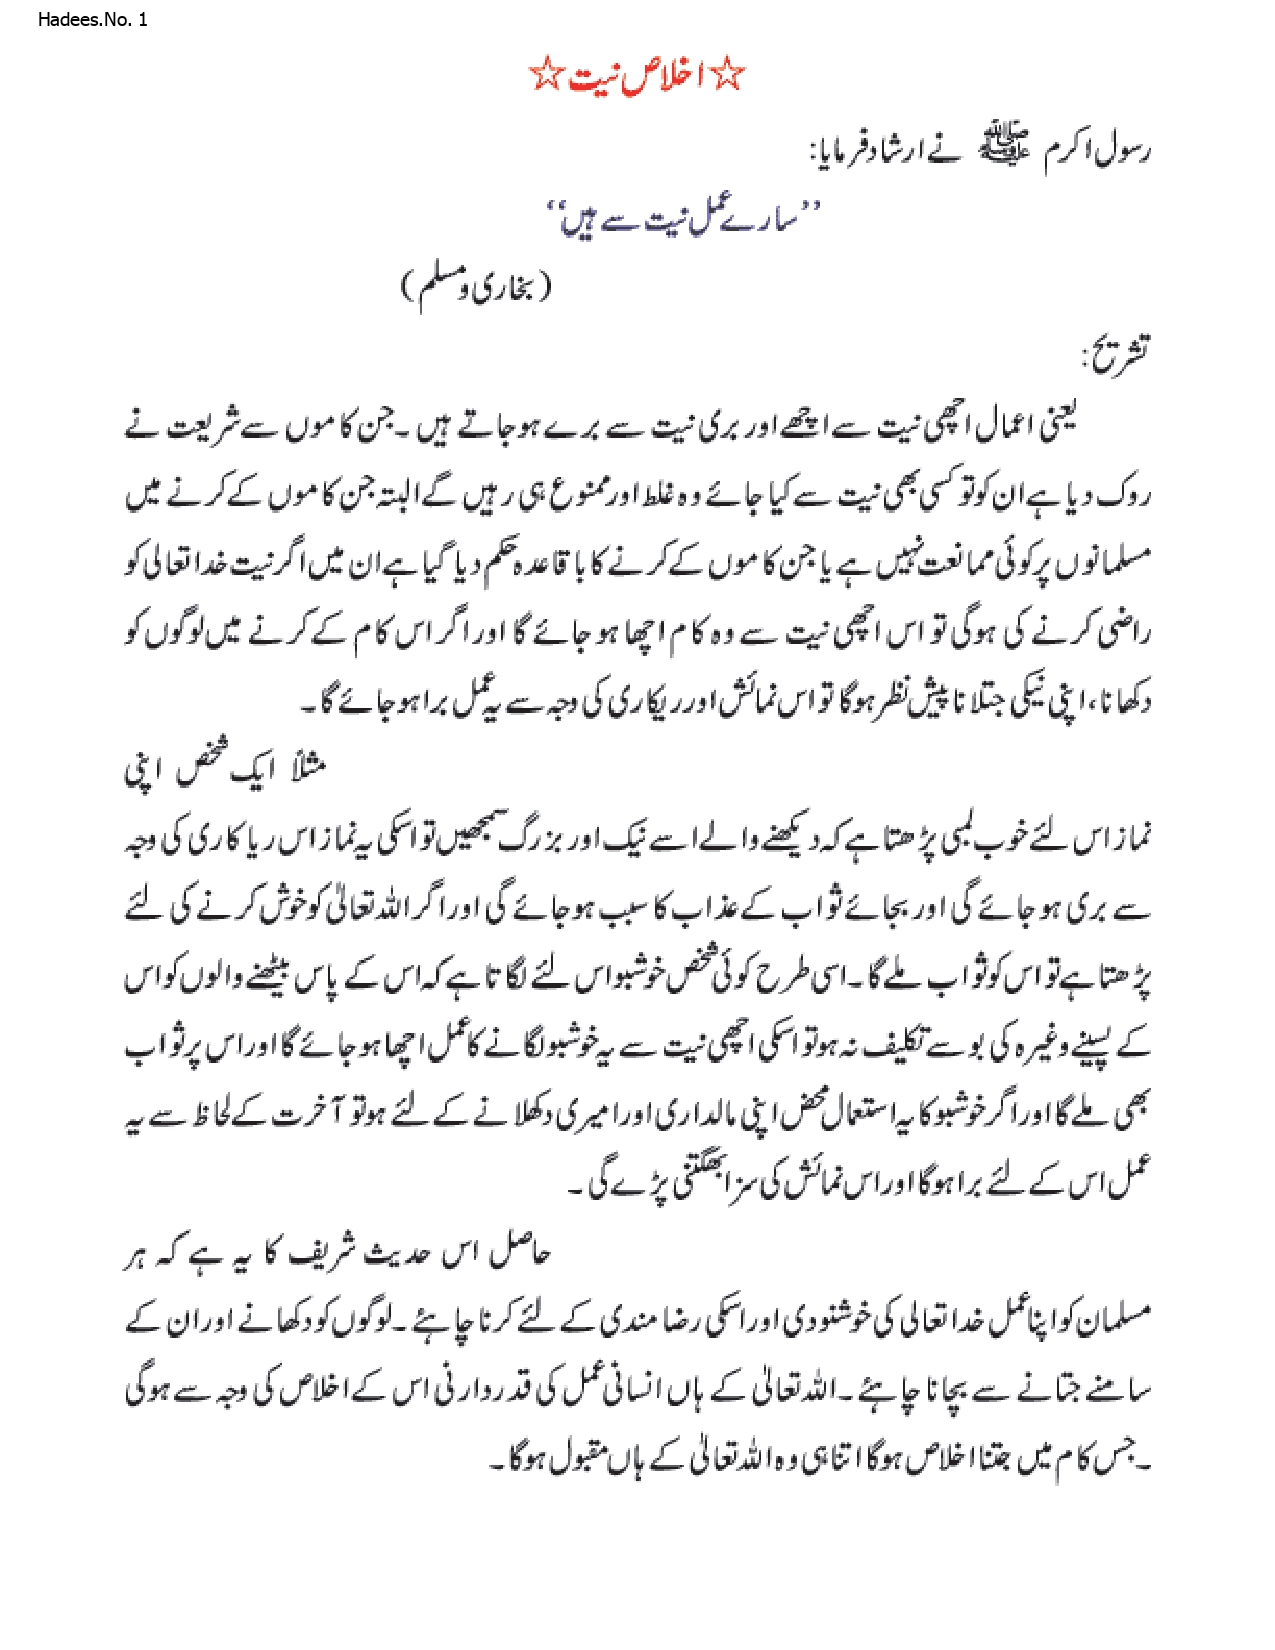 Hadees.No. 1
☆اخلاص نیت☆
رسول اکرم ﷺ نے ارشاد فرمایا:
’’سارے عمل نیت سے ہیں‘‘
(بخاری و مسلم)
تشریح:
یعنی اعمال اچھی نیت سے اچھے اور بری نیت سے برے ہو جاتے ہیں۔ جن کاموں سے شریعت نے
روک دیا ہے ان کو تو کسی بھی نیت سے کیا جائے وہ غلط اور ممنوع ہی رہیں گے البتہ جن کاموں کے کرنے میں
مسلمانوں پر کوئی ممانعت نہیں ہے یا جن کاموں کے کرنے کا باقاعدہ حکم دیا گیا ہے ان میں اگر نیت خدا تعالی کو
راضی کرنے کی ہوگی تو اس اچھی نیت سے وہ کام اچھا ہو جائے گا اور اگر اس کام کے کرنے میں لوگوں کو
دکھانا، اپنی نیکی جتلانا پیش نظر ہوگا تو اس نمائش اور ریکاری کی وجہ سے یہ عمل برا ہو جائے گا۔
مثلاً ایک شخص اپنی
نماز اس لئے خوب لمبی پڑھتا ہے کہ دیکھنے والے اسے نیک اور بزرگ سمجھیں تو اسکی یہ نماز اس ریا کاری کی وجہ
سے بری ہو جائے گی اور بجائے ثواب کے عذاب کا سبب ہو جائے گی اور اگر اللہ تعالیٰ کو خوش کرنے کی لئے
پڑھتا ہے تو اس کو ثواب ملے گا۔ اسی طرح کوئی شخص خوشبو اس لئے لگاتا ہے کہ اس کے پاس بیٹھنے والوں کو اس
کے پسینے وغیرہ کی بو سے تکلیف نہ ہو تو اسکی اچھی نیت سے یہ خوشبو لگانے کا عمل اچھا ہو جائے گا اور اس پر ثواب
بھی ملے گا اور اگر خوشبو کا یہ استعمال محض اپنی مالداری اور امیری دکھلانے کے لئے ہو تو آخرت کے لحاظ سے یہ
عمل اس کے لئے برا ہوگا اور اس نمائش کی سزا بھگتنی پڑے گی۔
حاصل اس حدیث شریف کا یہ ہے کہ ہر
مسلمان کو اپنا عمل خدا تعالی کی خوشنودی اور اسکی رضا مندی کے لئے کرنا چاہئے۔ لوگوں کو دکھانے اور ان کے
سامنے جتانے سے بچانا چاہئے۔ اللہ تعالیٰ کے ہاں انسانی عمل کی قدر دارنی اس کے اخلاص کی وجہ سے ہوگی
۔ جس کام میں جتنا اخلاص ہوگا اتنا ہی وہ اللہ تعالیٰ کے ہاں مقبول ہوگا۔